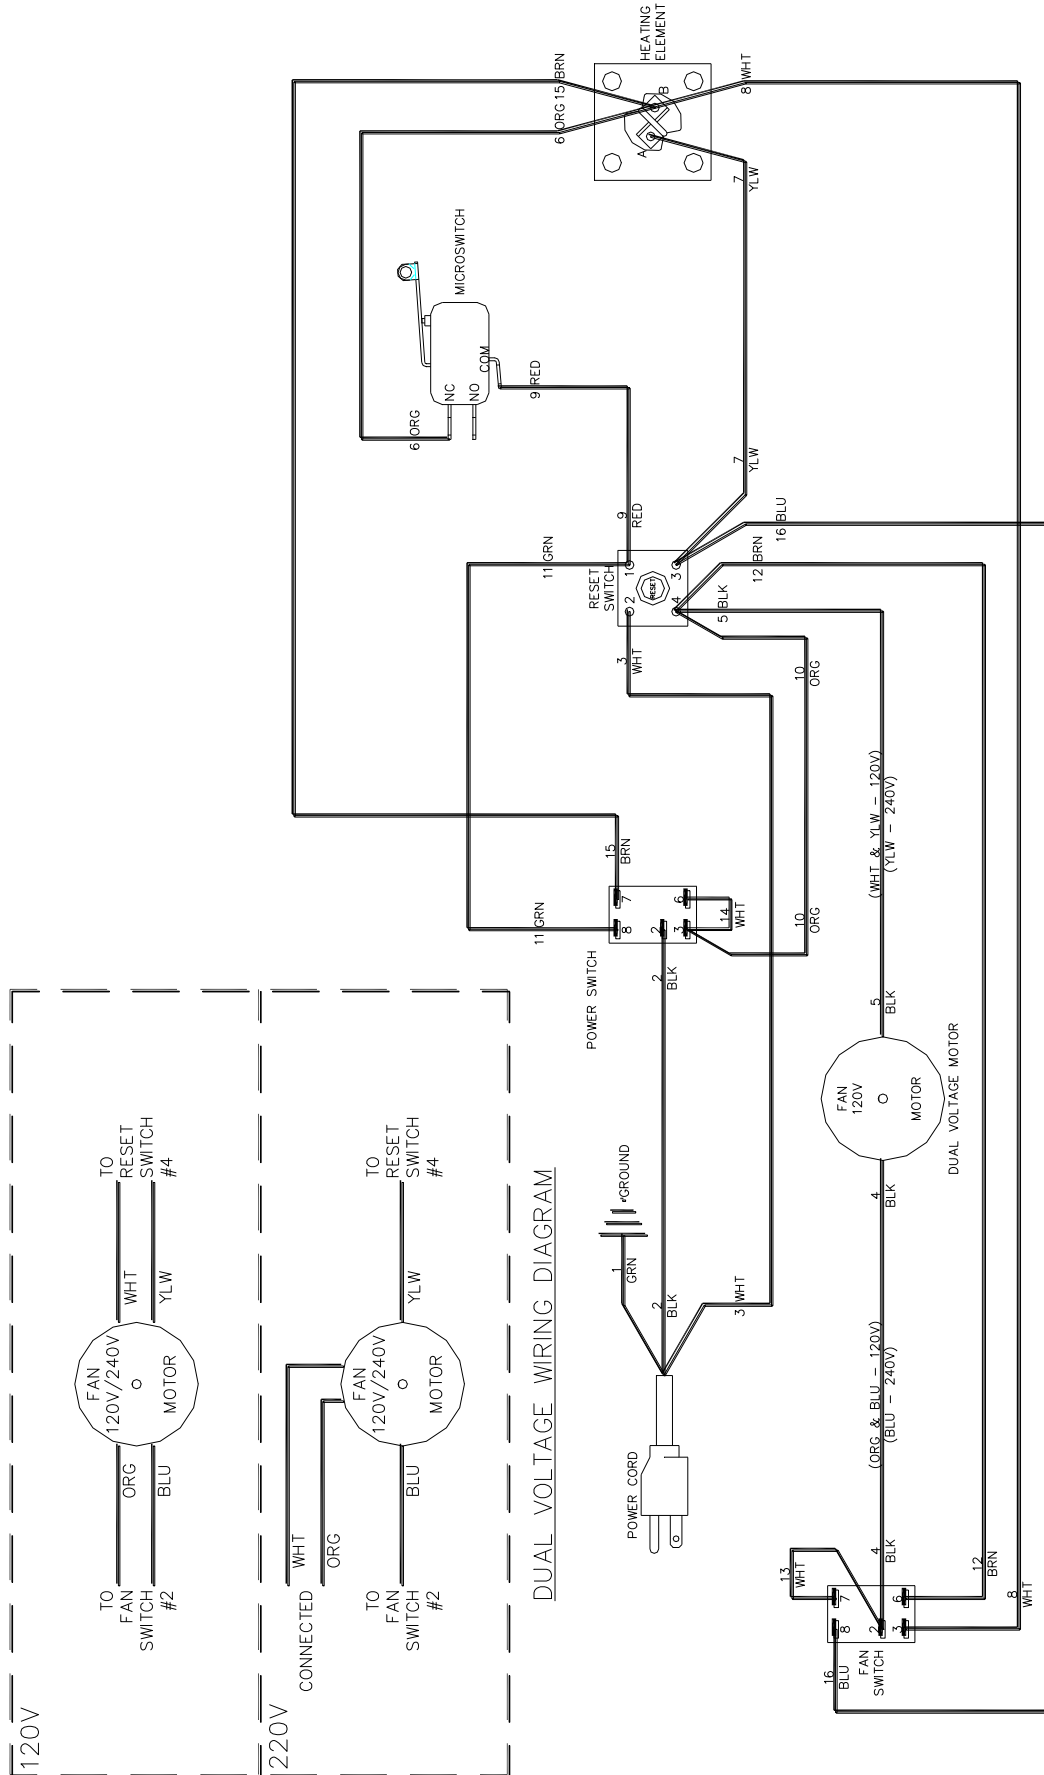 120V
TO
FAN
SWITCH
#2
ORG
BLU
FAN
120V/240V
MOTOR
WHT
YLW
TO
RESET
SWITCH
#4
220V
CONNECTED
WHT
ORG
TO
FAN
SWITCH
#2
BLU
FAN
120V/240V
MOTOR
YLW
TO
RESET
SWITCH
#4
DUAL VOLTAGE WIRING DIAGRAM
POWER CORD
1
GRN
GROUND
2
BLK
3 WHT
2
BLK
POWER SWITCH
8
7
2
3
6
14
WHT
15
BRN
11 GRN
11 GRN
10
ORG
10
ORG
3
WHT
RESET
SWITCH
2
1
RESET
4
3
5 BLK
12 BRN
16 BLU
9
RED
9 RED
7
YLW
7
YLW
6 ORG
NC
NO
COM
MICROSWITCH
6 ORG
15 BRN
A
B
HEATING
ELEMENT
8 WHT
FAN
SWITCH
8
7
2
3
6
16
BLU
13
WHT
4
BLK
12
BRN
8
WHT
(ORG & BLU - 120V)
(BLU - 240V)
4
BLK
FAN
120V
MOTOR
DUAL VOLTAGE MOTOR
5
BLK
(WHT & YLW - 120V)
(YLW - 240V)